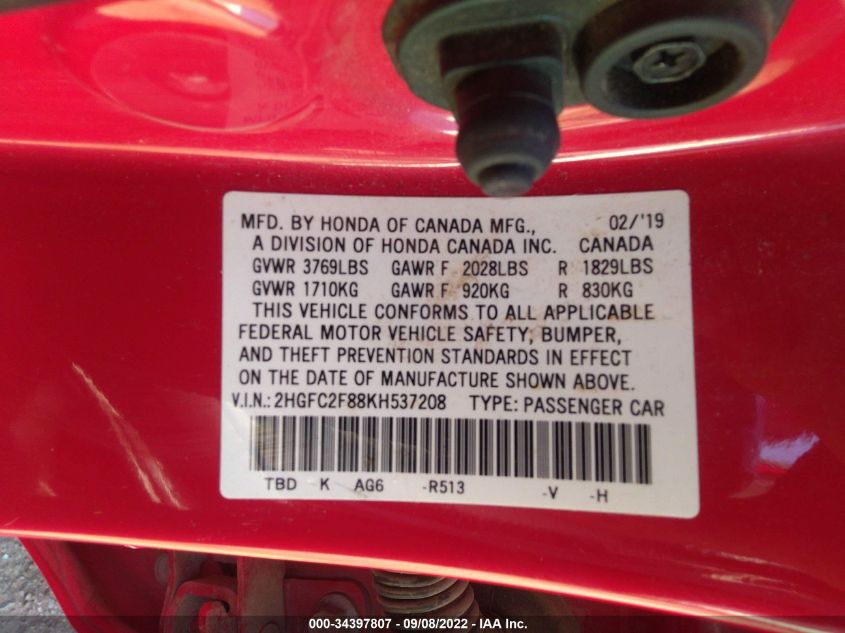 MFD. BY HONDA OF CANADA MFG., 02/'19
A DIVISION OF HONDA CANADA INC. CANADA
GVWR 3769LBS GAWR F 2028LBS R 1829LBS
GVWR 1710KG GAWR F 920KG R 830KG
THIS VEHICLE CONFORMS TO ALL APPLICABLE
FEDERAL MOTOR VEHICLE SAFETY, BUMPER,
AND THEFT PREVENTION STANDARDS IN EFFECT
ON THE DATE OF MANUFACTURE SHOWN ABOVE.
V.I.N.: 2HGFC2F88KH537208 TYPE: PASSENGER CAR
TBD -K AG6 -R513 -V -H
000-34397807 - 09/08/2022 - IAA Inc.